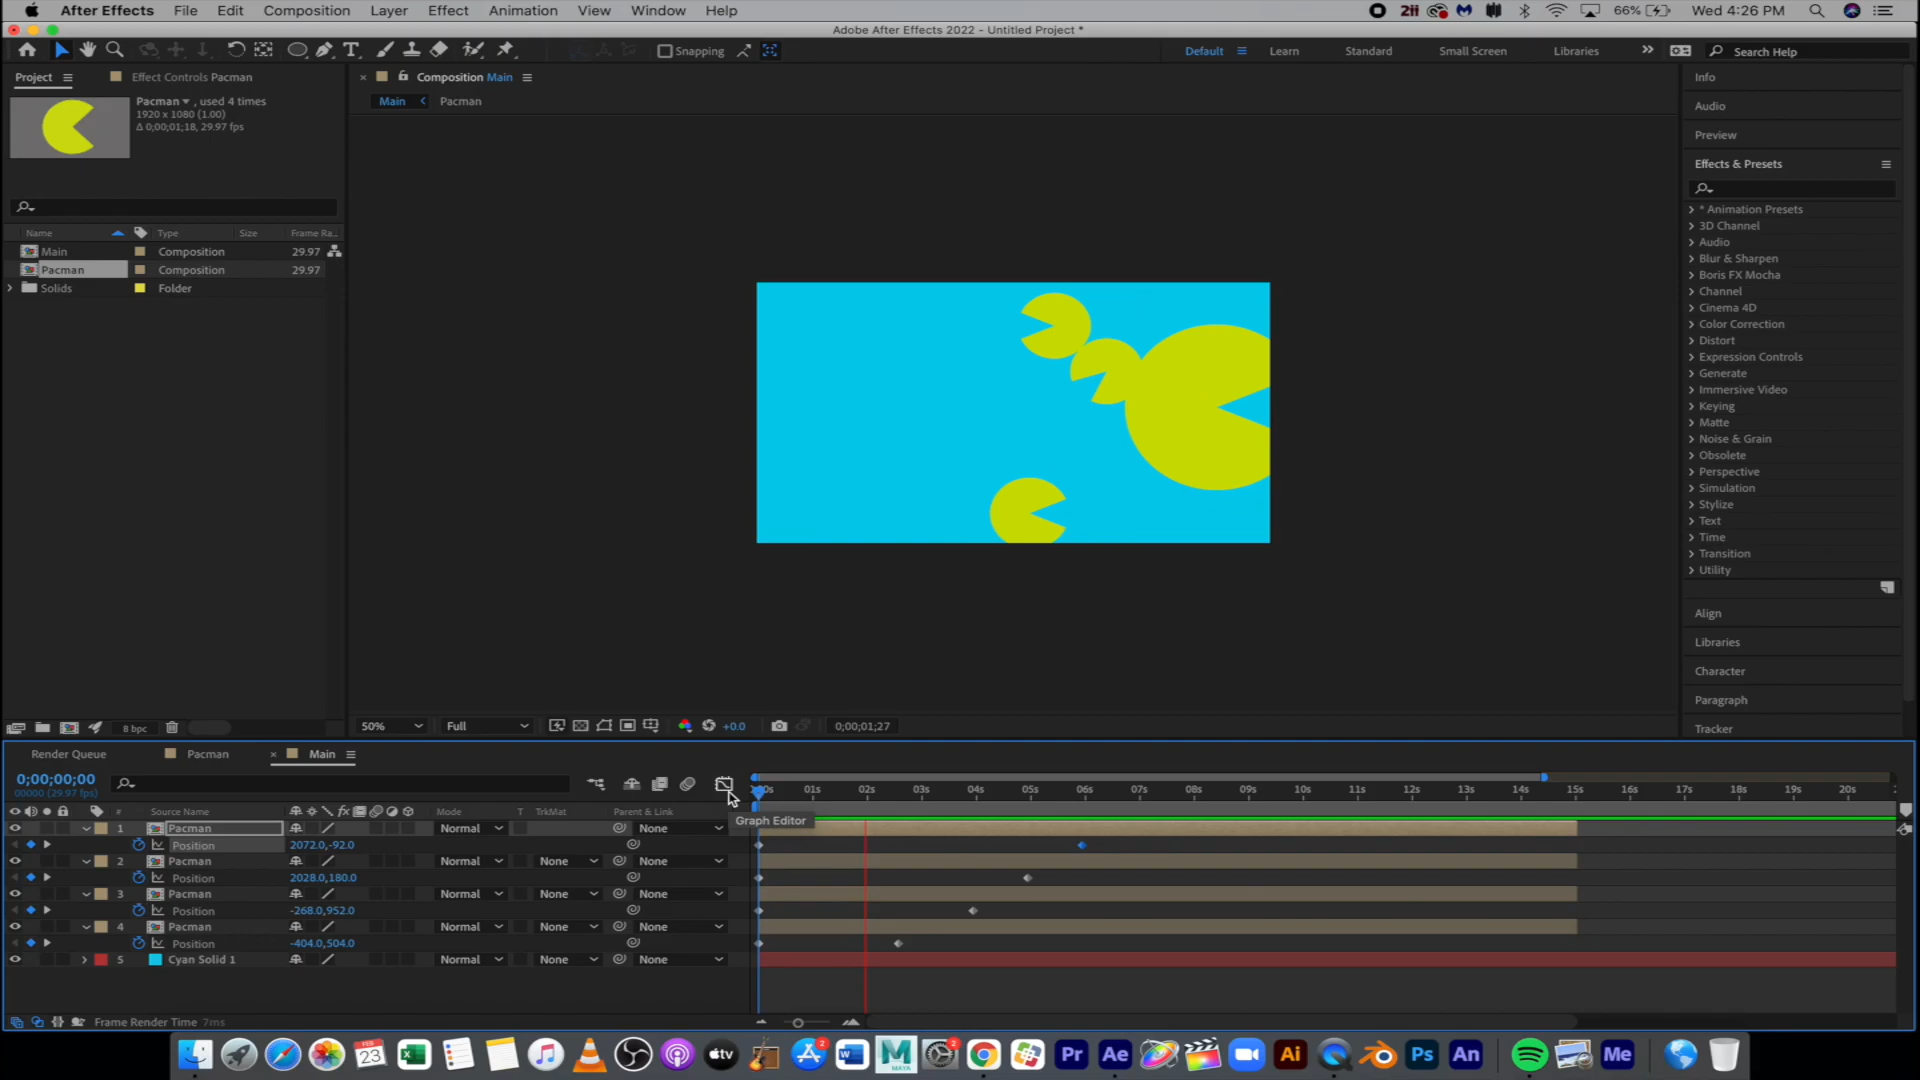 After Effects File Edit Composition Layer Effect Animation View Window Help 66% Wed 4:26 PM
Adobe After Effects 2022 - Untitled Project *
Snapping Default Learn Standard Small Screen Libraries Search Help
Project Effect Controls Pacman
Composition Main
Main Pacman
Pacman , used 4 times
1920 x 1080 (1.00)
Δ 0;00;01;18, 29.97 fps
Name Type Size Frame Ra...
Main Composition 29.97
Pacman Composition 29.97
Solids Folder
8 bpc
50% Full +0.0 0;00;01;27
Info
Audio
Preview
Effects & Presets
* Animation Presets
3D Channel
Audio
Blur & Sharpen
Boris FX Mocha
Channel
Cinema 4D
Color Correction
Distort
Expression Controls
Generate
Immersive Video
Keying
Matte
Noise & Grain
Obsolete
Perspective
Simulation
Stylize
Text
Time
Transition
Utility
Align
Libraries
Character
Paragraph
Tracker
Render Queue Pacman Main
0;00;00;00
00000 (29.97 fps)
01s 02s 03s 04s 05s 06s 07s 08s 09s 10s 11s 12s 13s 14s 15s 16s 17s 18s 19s 20s
# Source Name Mode T TrkMat Parent & Link
Graph Editor
1 Pacman Normal None
Position 2072.0,-92.0
2 Pacman Normal None None
Position 2028.0,180.0
3 Pacman Normal None None
Position -268.0,952.0
4 Pacman Normal None None
Position -404.0,504.0
5 Cyan Solid 1 Normal None None
Frame Render Time 7ms
FEB
23
tv
2
W
M
MAYA
2
Pr Ae Ai Ps An Me